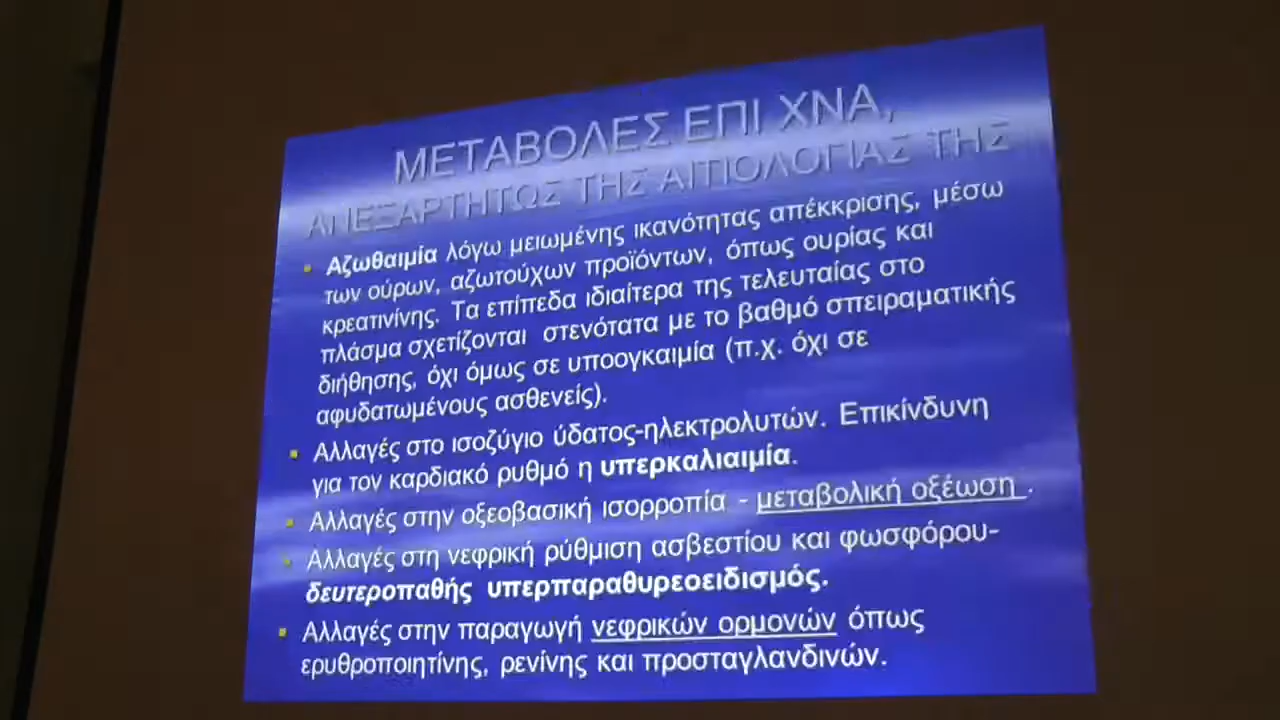 ΜΕΤΑΒΟΛΕΣ ΕΠΙ ΧΝΑ,
ΑΝΕΞΑΡΤΗΤΩΣ ΤΗΣ ΑΙΤΙΟΛΟΓΙΑΣ ΤΗΣ
▪ Αζωθαιμία λόγω μειωμένης ικανότητας απέκκρισης, μέσω
των ούρων, αζωτούχων προϊόντων, όπως ουρίας και
κρεατινίνης. Τα επίπεδα ιδιαίτερα της τελευταίας στο
πλάσμα σχετίζονται στενότατα με το βαθμό σπειραματικής
διήθησης, όχι όμως σε υποογκαιμία (π.χ. όχι σε
αφυδατωμένους ασθενείς).
▪ Αλλαγές στο ισοζύγιο ύδατος-ηλεκτρολυτών. Επικίνδυνη
για τον καρδιακό ρυθμό η υπερκαλιαιμία.
▪ Αλλαγές στην οξεοβασική ισορροπία - μεταβολική οξέωση .
▪ Αλλαγές στη νεφρική ρύθμιση ασβεστίου και φωσφόρου-
δευτεροπαθής υπερπαραθυρεοειδισμός.
▪ Αλλαγές στην παραγωγή νεφρικών ορμονών όπως
ερυθροποιητίνης, ρενίνης και προσταγλανδινών.